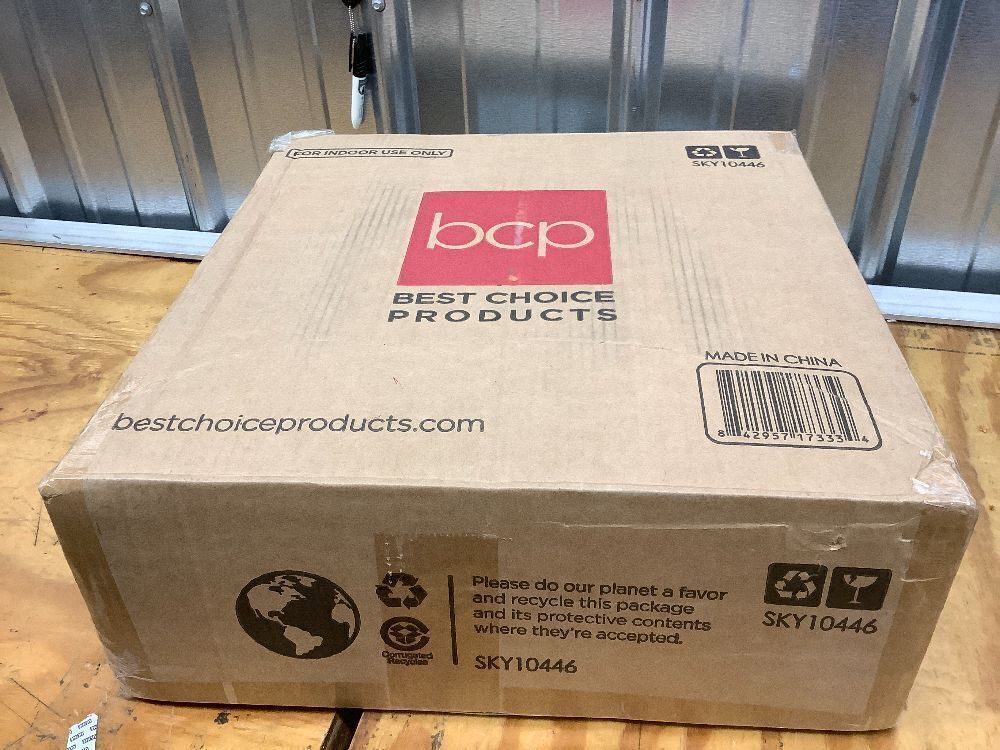 FOR INDOOR USE ONLY
SKY10446
bcp
BEST CHOICE
PRODUCTS
MADE IN CHINA
8 42957 17333 4
bestchoiceproducts.com
Please do our planet a favor
and recycle this package
and its protective contents
where they're accepted.
SKY10446
Corrugated
Recycles
SKY10446